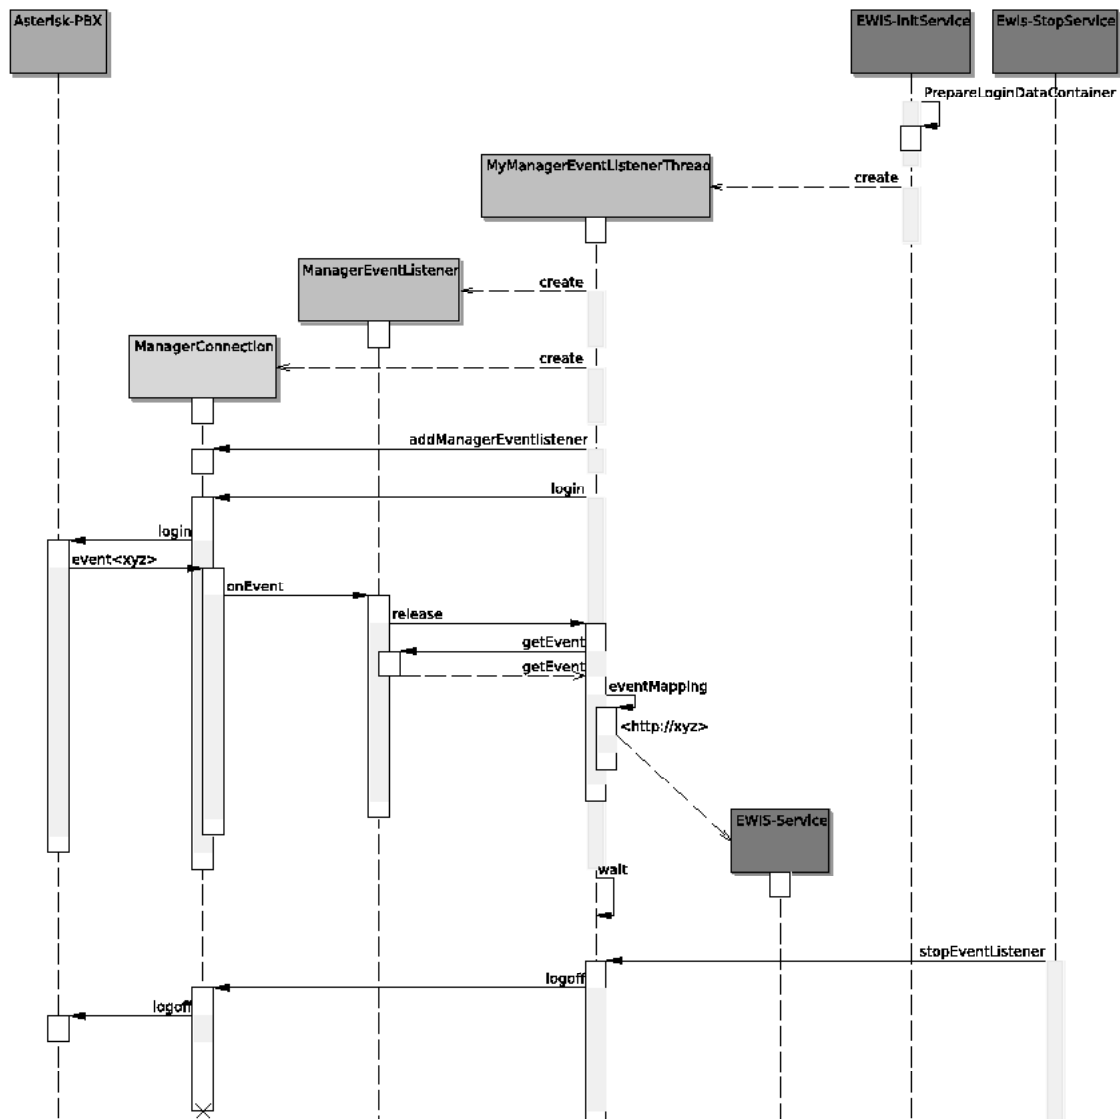 Asterisk-PBX
EWIS-InitService
Ewis-StopService
PrepareLoginDataContainer
MyManagerEventListenerThread
create
ManagerEventListener
create
ManagerConnection
create
addManagerEventlistener
login
login
event<xyz>
onEvent
release
getEvent
getEvent
eventMapping
<http://xyz>
EWIS-Service
wait
stopEventListener
logoff
logoff